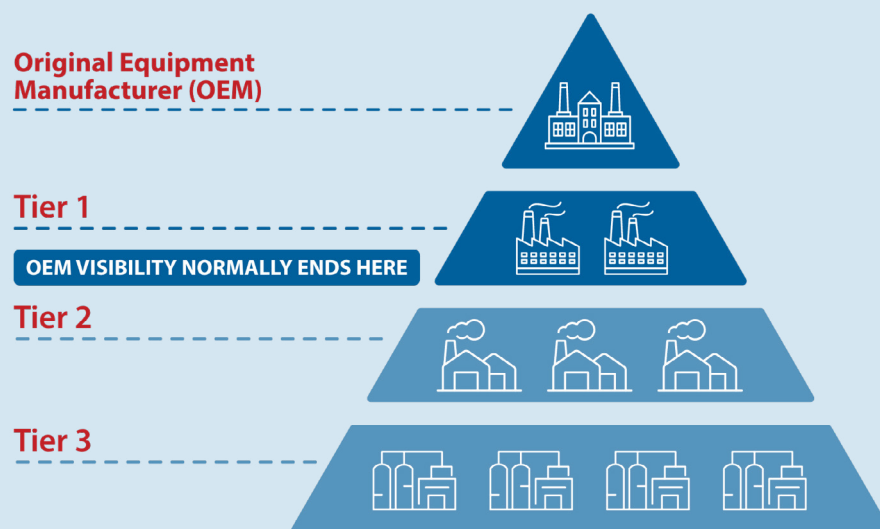 Original Equipment
Manufacturer (OEM)
Tier 1
OEM VISIBILITY NORMALLY ENDS HERE
Tier 2
Tier 3